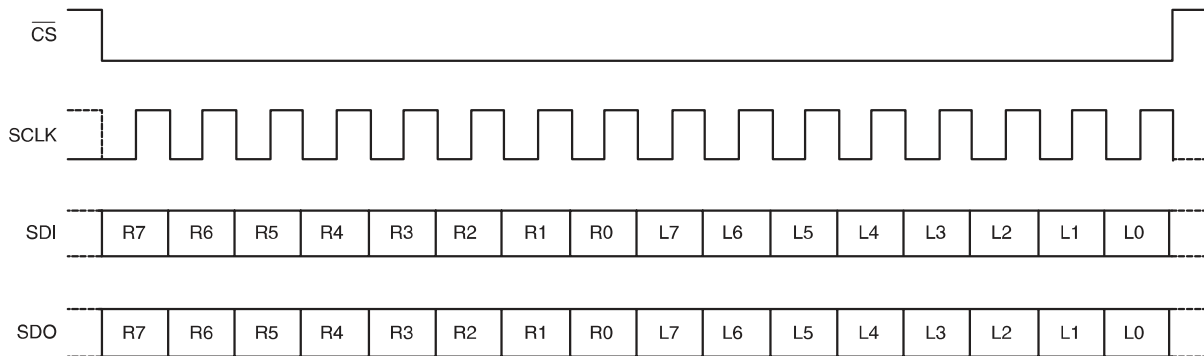 CS
SCLK
SDI R7 R6 R5 R4 R3 R2 R1 R0 L7 L6 L5 L4 L3 L2 L1 L0
SDO R7 R6 R5 R4 R3 R2 R1 R0 L7 L6 L5 L4 L3 L2 L1 L0